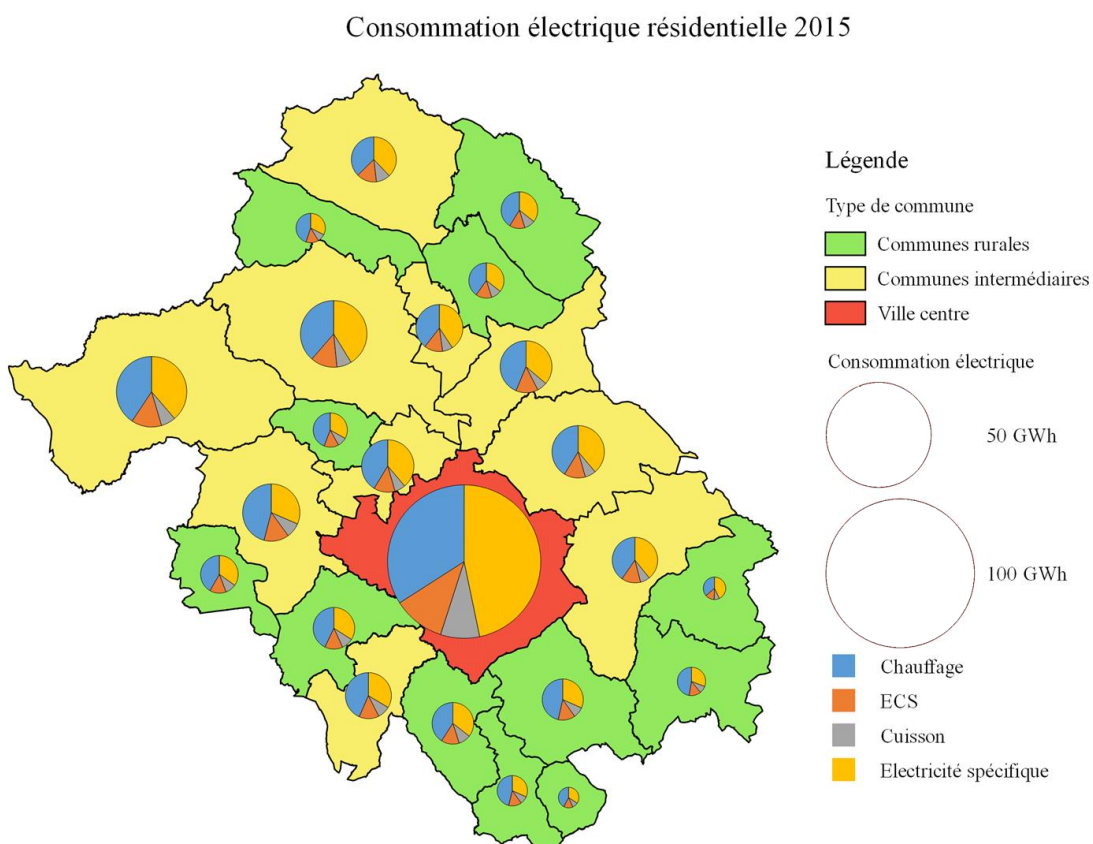 Consommation électrique résidentielle 2015
Légende
Type de commune
Communes rurales
Communes intermédiaires
Ville centre
Consommation électrique
50 GWh
100 GWh
Chauffage
ECS
Cuisson
Electricité spécifique